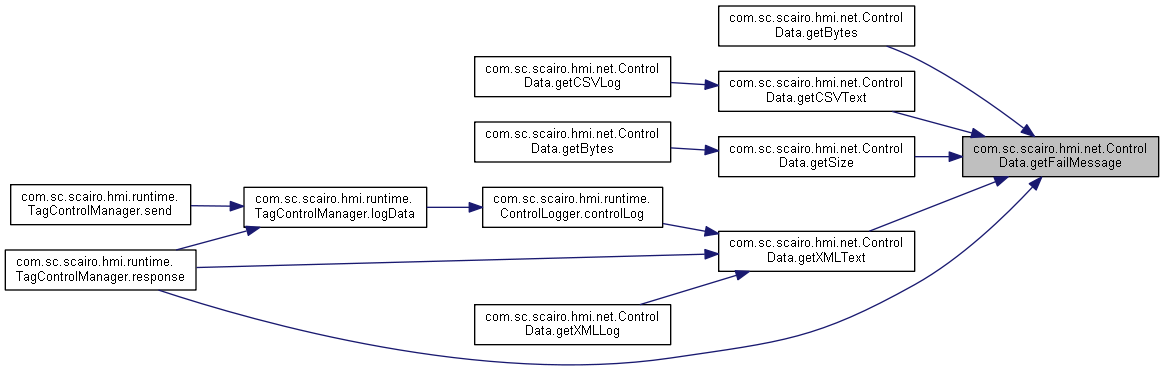 com.sc.scairo.hmi.net.Control
Data.getBytes
com.sc.scairo.hmi.net.Control
Data.getCSVLog
com.sc.scairo.hmi.net.Control
Data.getCSVText
com.sc.scairo.hmi.net.Control
Data.getBytes
com.sc.scairo.hmi.net.Control
Data.getSize
com.sc.scairo.hmi.net.Control
Data.getFailMessage
com.sc.scairo.hmi.runtime.
TagControlManager.send
com.sc.scairo.hmi.runtime.
TagControlManager.logData
com.sc.scairo.hmi.runtime.
ControlLogger.controlLog
com.sc.scairo.hmi.net.Control
Data.getXMLText
com.sc.scairo.hmi.runtime.
TagControlManager.response
com.sc.scairo.hmi.net.Control
Data.getXMLLog